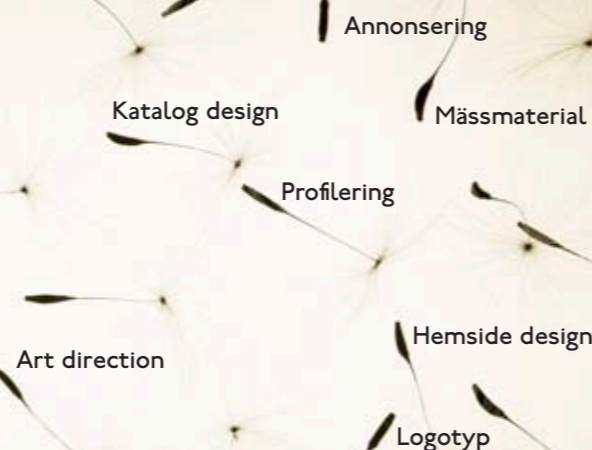 Annonsering
Katalog design
Mässmaterial
Profilering
Hemside design
Art direction
Logotyp